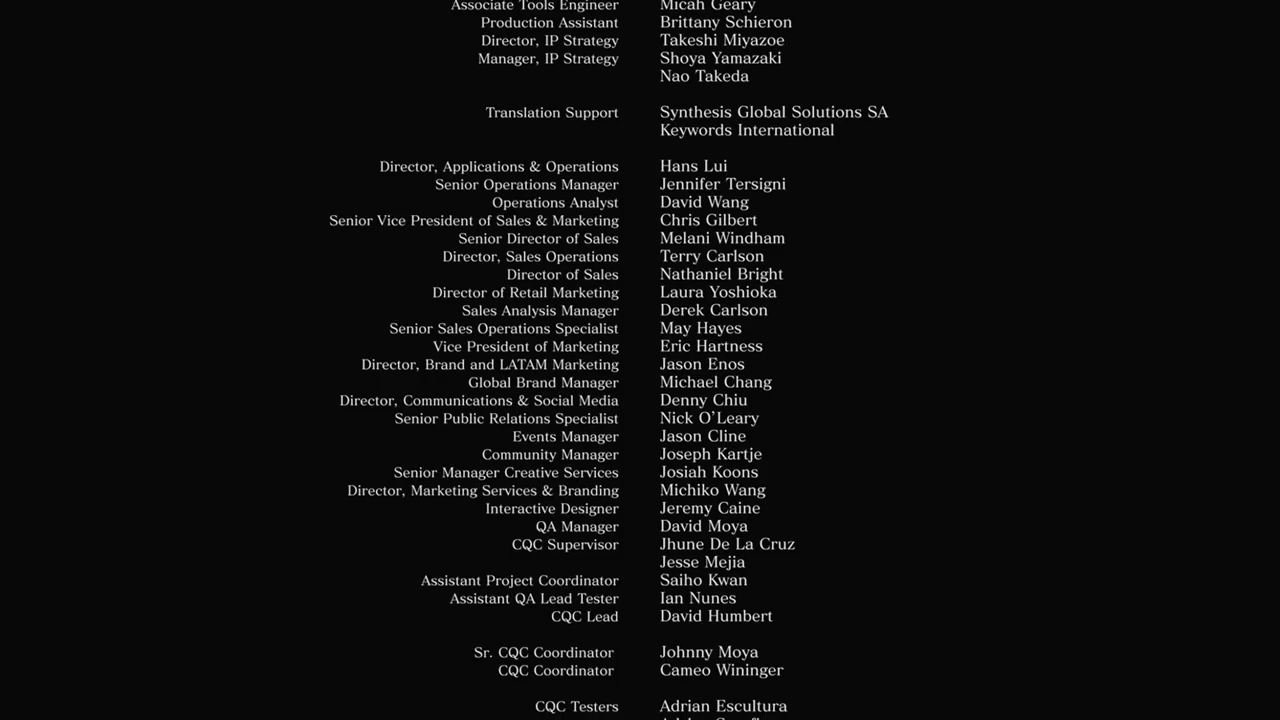 Associate Tools Engineer Micah Geary
Production Assistant Brittany Schieron
Director, IP Strategy Takeshi Miyazoe
Manager, IP Strategy Shoya Yamazaki
Nao Takeda
Translation Support Synthesis Global Solutions SA
Keywords International
Director, Applications & Operations Hans Lui
Senior Operations Manager Jennifer Tersigni
Operations Analyst David Wang
Senior Vice President of Sales & Marketing Chris Gilbert
Senior Director of Sales Melani Windham
Director, Sales Operations Terry Carlson
Director of Sales Nathaniel Bright
Director of Retail Marketing Laura Yoshioka
Sales Analysis Manager Derek Carlson
Senior Sales Operations Specialist May Hayes
Vice President of Marketing Eric Hartness
Director, Brand and LATAM Marketing Jason Enos
Global Brand Manager Michael Chang
Director, Communications & Social Media Denny Chiu
Senior Public Relations Specialist Nick O’Leary
Events Manager Jason Cline
Community Manager Joseph Kartje
Senior Manager Creative Services Josiah Koons
Director, Marketing Services & Branding Michiko Wang
Interactive Designer Jeremy Caine
QA Manager David Moya
CQC Supervisor Jhune De La Cruz
Jesse Mejia
Assistant Project Coordinator Saiho Kwan
Assistant QA Lead Tester Ian Nunes
CQC Lead David Humbert
Sr. CQC Coordinator Johnny Moya
CQC Coordinator Cameo Wininger
CQC Testers Adrian Escultura